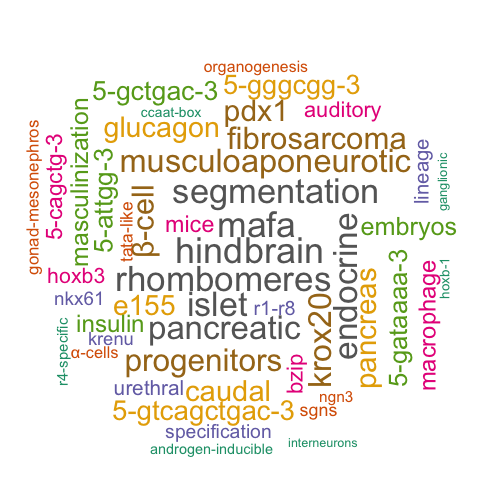 organogenesis
5-gctgac-3
5-gggcgg-3
ccaat-box
pdx1
auditory
glucagon
fibrosarcoma
musculoaponeurotic
gonad-mesonephros
5-cagctg-3
masculinization
5-attgg-3
tata-like
β-cell
segmentation
lineage
ganglionic
mice
mafa
embryos
hindbrain
endocrine
hoxb3
rhombomeres
nkx61
e155
islet
r1-r8
krox20
pancreas
5-gataaaa-3
macrophage
hoxb-1
insulin
pancreatic
krenu
r4-specific
α-cells
progenitors
bzip
urethral
caudal
ngn3
5-gtcagctgac-3
sgns
specification
androgen-inducible
interneurons